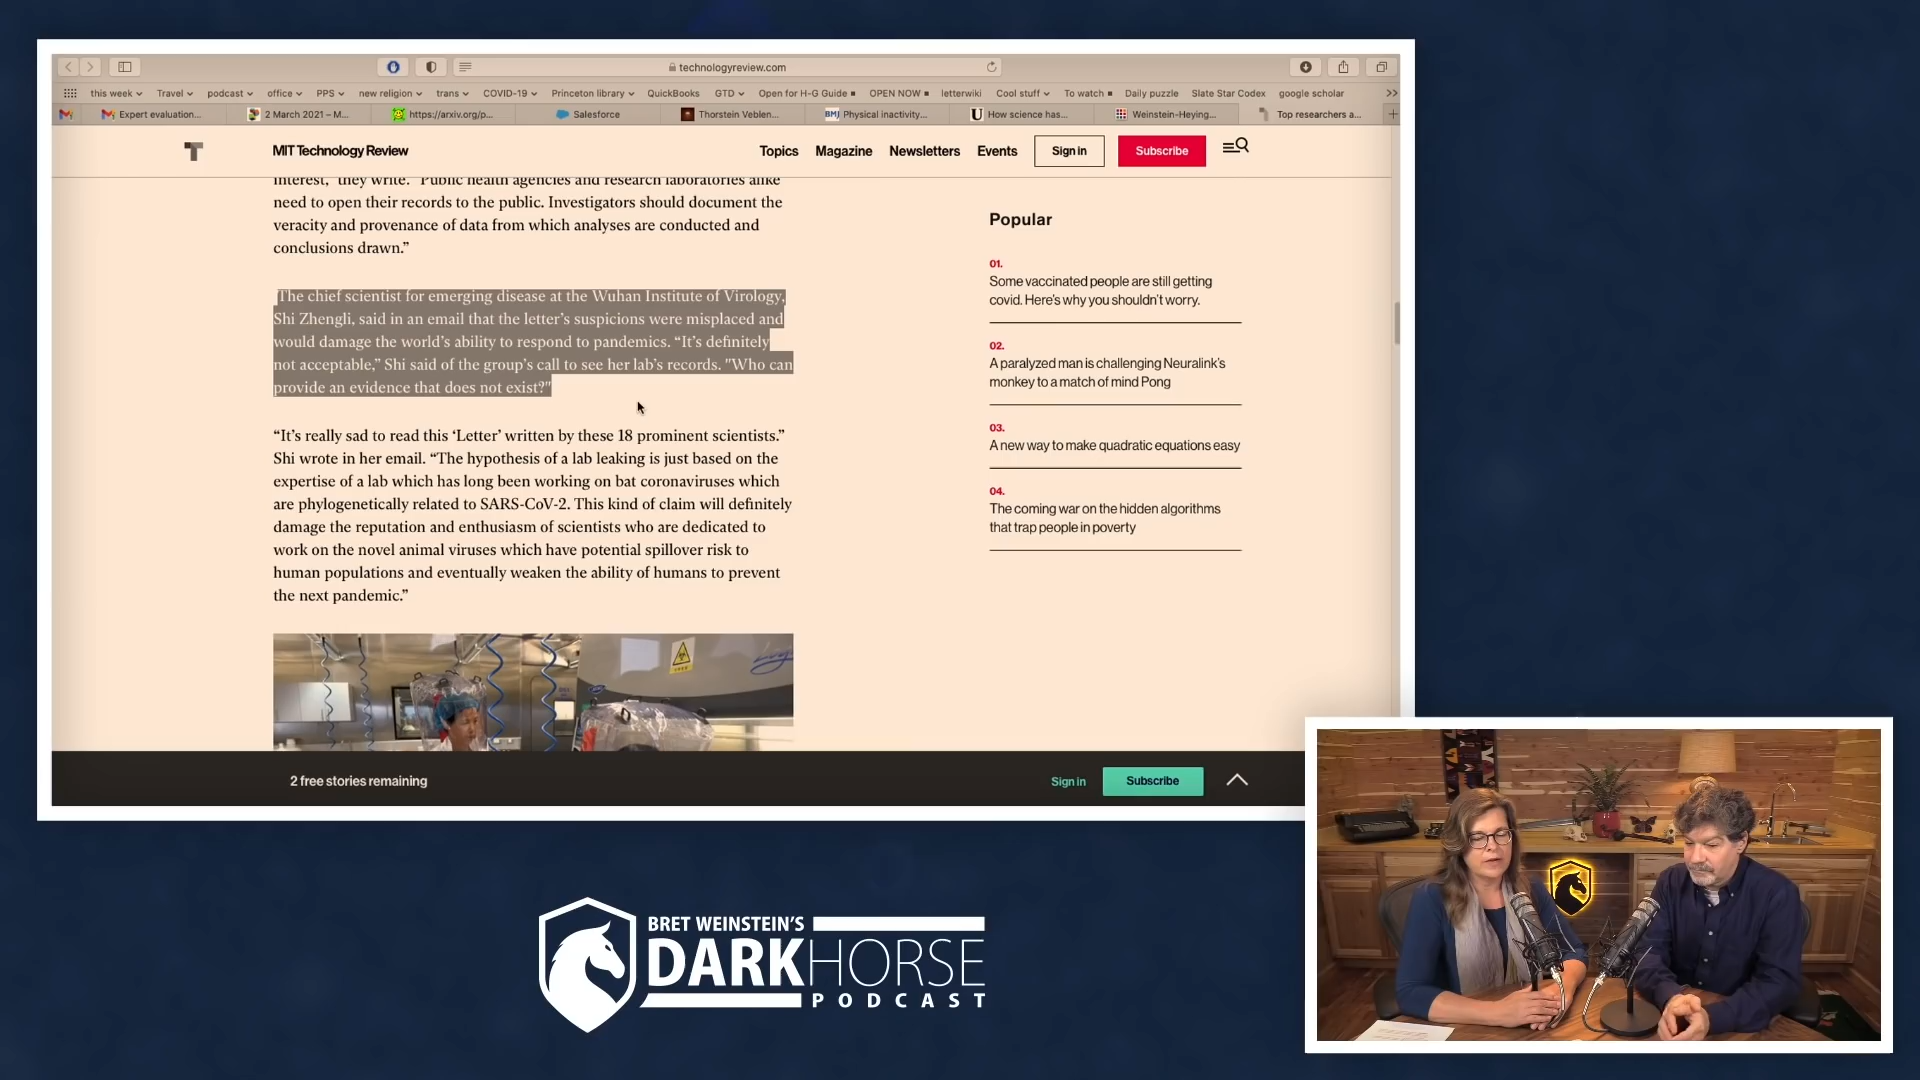 technologyreview.com
this week
Travel
podcast
office
PPS
new religion
trans
COVID-19
Princeton library
QuickBooks
GTD
Open for H-G Guide
OPEN NOW
letterwiki
Cool stuff
To watch
Daily puzzle
Slate Star Codex
google scholar
Expert evaluation...
2 March 2021 – M...
https://arxiv.org/p...
Salesforce
Thorstein Veblen...
BMJ Physical inactivity...
U How science has...
Weinstein-Heying...
Top researchers a...
MIT Technology Review
Topics
Magazine
Newsletters
Events
Sign in
Subscribe
interest,” they write. “Public health agencies and research laboratories alike
need to open their records to the public. Investigators should document the
veracity and provenance of data from which analyses are conducted and
conclusions drawn.”
The chief scientist for emerging disease at the Wuhan Institute of Virology,
Shi Zhengli, said in an email that the letter’s suspicions were misplaced and
would damage the world’s ability to respond to pandemics. “It’s definitely
not acceptable,” Shi said of the group’s call to see her lab’s records. "Who can
provide an evidence that does not exist?"
“It’s really sad to read this ‘Letter’ written by these 18 prominent scientists.”
Shi wrote in her email. “The hypothesis of a lab leaking is just based on the
expertise of a lab which has long been working on bat coronaviruses which
are phylogenetically related to SARS-CoV-2. This kind of claim will definitely
damage the reputation and enthusiasm of scientists who are dedicated to
work on the novel animal viruses which have potential spillover risk to
human populations and eventually weaken the ability of humans to prevent
the next pandemic.”
Popular
01.
Some vaccinated people are still getting
covid. Here’s why you shouldn’t worry.
02.
A paralyzed man is challenging Neuralink’s
monkey to a match of mind Pong
03.
A new way to make quadratic equations easy
04.
The coming war on the hidden algorithms
that trap people in poverty
2 free stories remaining
Sign in
Subscribe
BRET WEINSTEIN'S
DARKHORSE
PODCAST